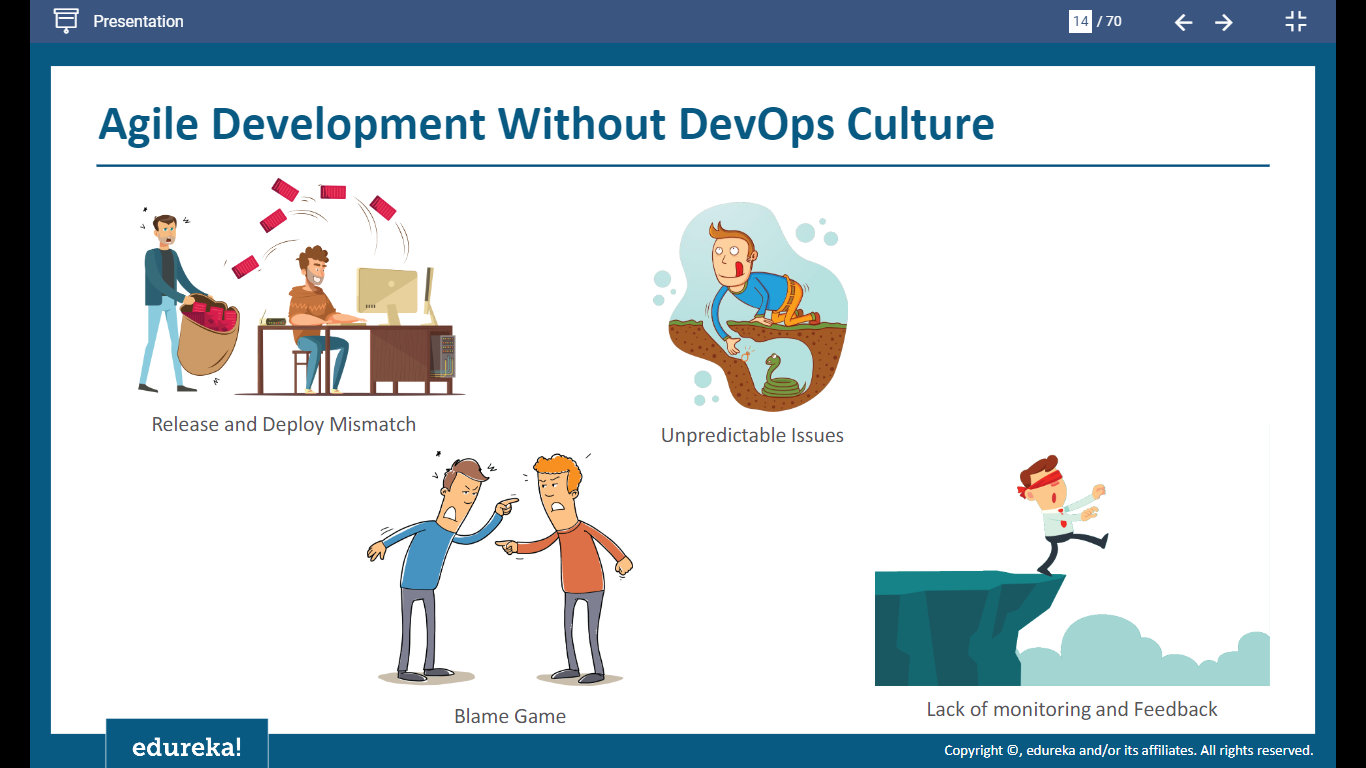 Presentation
14 / 70
Agile Development Without DevOps Culture
Release and Deploy Mismatch
Unpredictable Issues
Blame Game
Lack of monitoring and Feedback
edureka!
Copyright ©, edureka and/or its affiliates. All rights reserved.